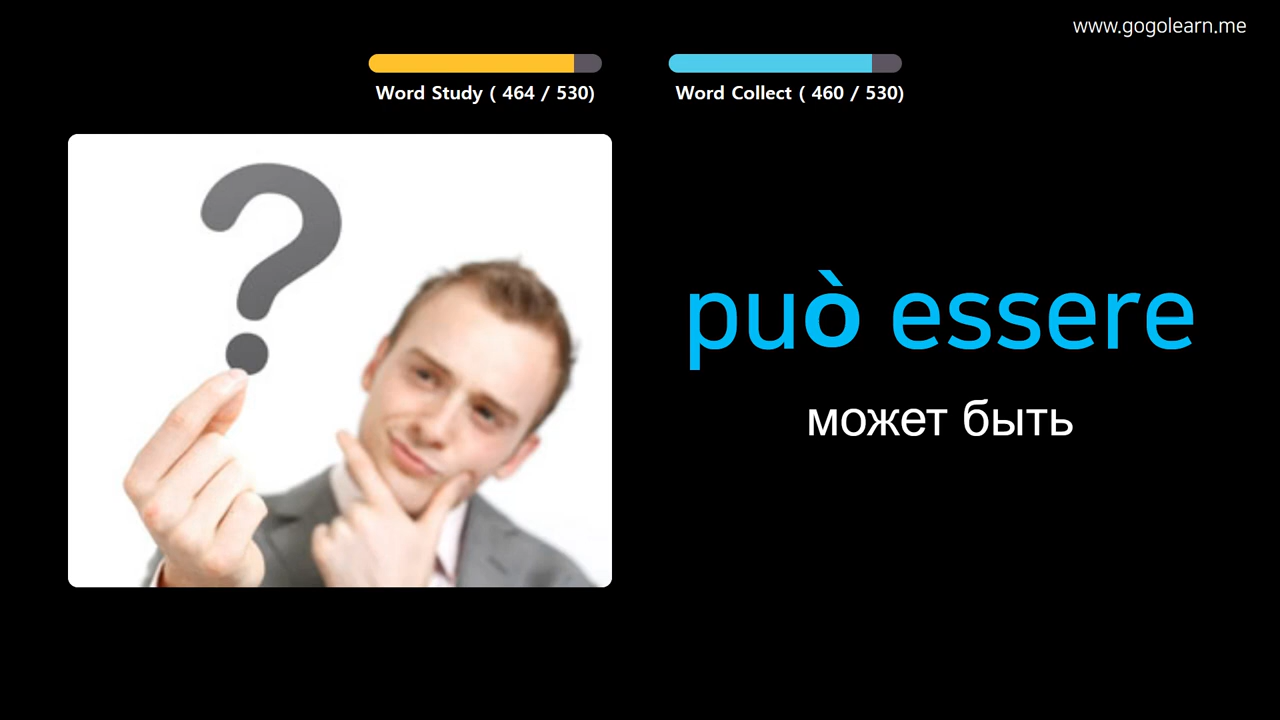 www.gogolearn.me
Word Study ( 464 / 530)
Word Collect ( 460 / 530)
?
può essere
может быть